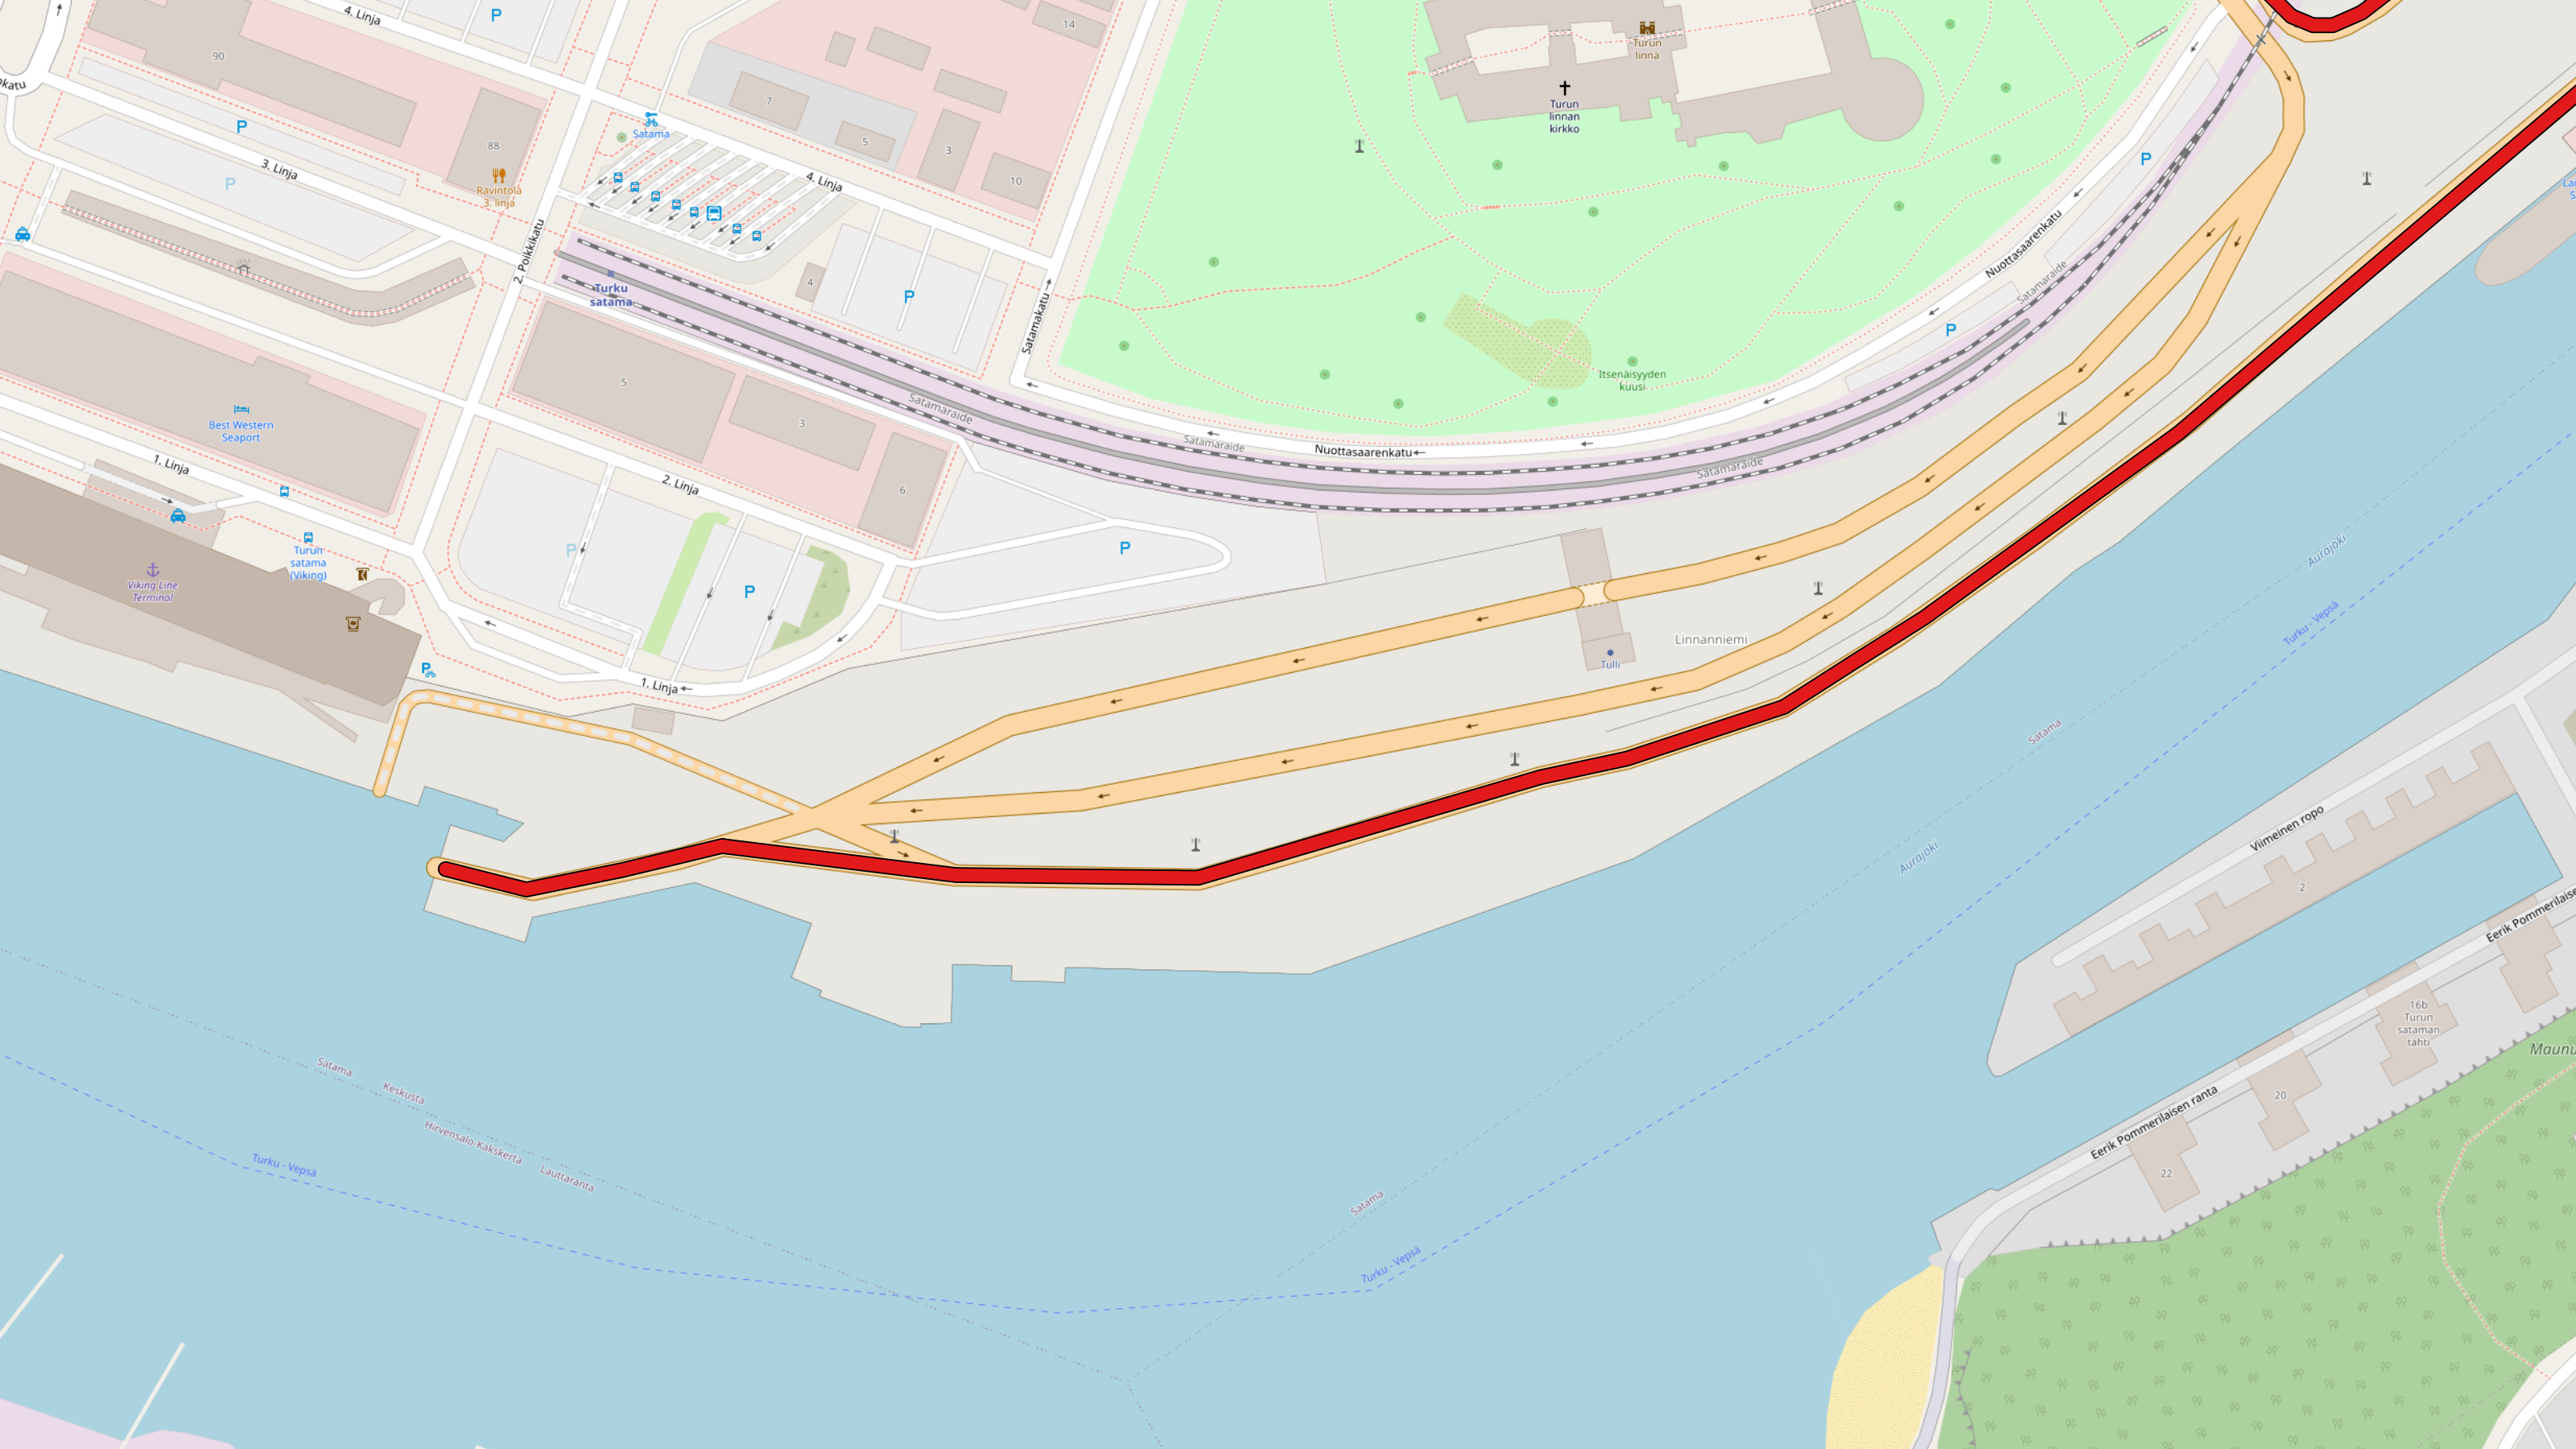 4. Linja
P
14
90
Turun
linna
okatu
Turun
linnan
kirkko
P
7
Satama
5
3
88
10
3. Linja
4. Linja
P
P
Ravintola
3. linja
2. Poikkikatu
Nuottasaarenkatu
Turku
satama
4
P
Satamaraide
Satamakatu
P
5
Itsenäisyyden
kuusi
3
Satamaraide
Best Western
Seaport
Satamaraide
Nuottasaarenkatu
Satamaraide
1. Linja
2. Linja
6
P
P
Turun
satama
(Viking)
Viking Line
Terminal
P
Aurajoki
Turku - Vepsä
Linnanniemi
Tulli
P
1. Linja
Satama
Viimeinen ropo
Aurajoki
2
Eerik Pommerilaisen
16b
Turun
sataman
tähti
Satama
Keskusta
Hirvensalo-Kakskerta
Lauttaranta
Turku - Vepsä
20
Eerik Pommerilaisen ranta
22
Satama
Turku - Vepsä